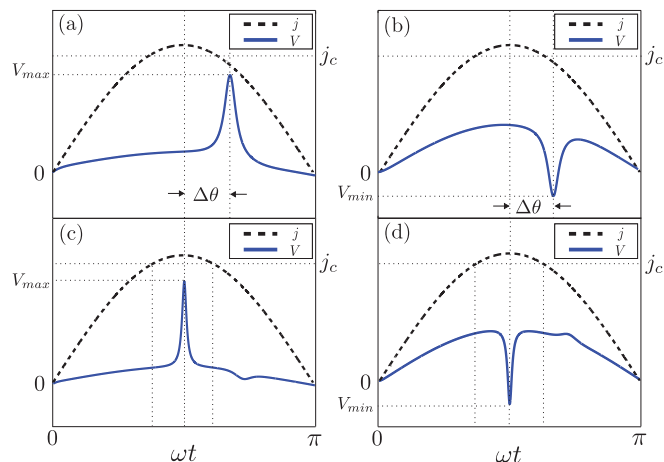 (a)
j
V
j_c
V_max
0
Δθ
(b)
j
V
j_c
0
V_min
Δθ
(c)
j
V
j_c
V_max
0
0
π
ωt
(d)
j
V
j_c
0
V_min
0
π
ωt